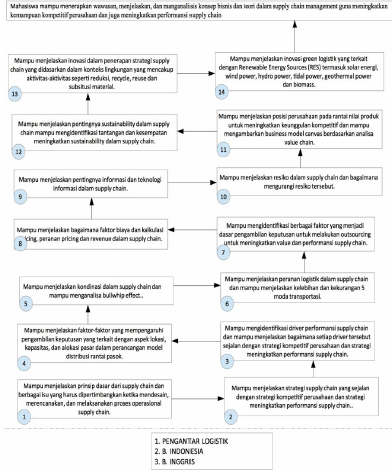 Mahasiswa mampu menerapkan wawasan, menjelaskan, dan manganalisis konsep bisnis dan teori dalam supply chain management guna meningkatkan
kemampuan kompetitif perusahaan dan juga meningkatkan performansi supply chain
Mampu menjelaskan inovasi dalam penerapan strategi supply
chain yang didasarkan dalam konteks lingkungan yang mencakup
aktivitas-aktivitas seperti reduksi, recycle, reuse dan
subsitusi material.
13
Mampu menjelaskan inovasi green logistik yang terkait
dengan Renewable Energy Sources (RES) termasuk solar energi,
wind power, hydro power, tidal power, geothermal power
dan biomass.
14
Mampu menjelaskan pentingnya sustainability dalam supply
chain mampu mengidentifikasi tantangan dan kesempatan
meningkatkan sustainability dalam supply chain.
12
Mampu menjelaskan posisi perusahaan pada rantai nilai produk
untuk meningkatkan keunggulan kompetitif dan mampu
mengambarkan business model canvas berdasarkan analisa
value chain.
11
Mampu menjelaskan pentingnya informasi dan teknologi
informasi dalam supply chain.
9
Mampu menjelaskan resiko dalam supply chain dan bagaimana
mengurangi resiko tersebut.
10
Mampu menjelaskan bagaimana faktor biaya dan kalkulasi
icing, peranan pricing dan revenue dalam supply chain.
8
Mampu mengidentifikasi berbagai faktor yang menjadi
dasar pengambilan keputusan untuk melakukan outsourcing
untuk meningkatkan value dan performansi supply chain.
7
Mampu menjelaskan kondinasi dalam supply chain dan
mampu menganalisa bullwhip effect..
5
Mampu menjelaskan peranan logistik dalam supply chain
dan mampu menjelaskan kelebihan dan kekurangan 5
moda transportasi.
6
Mampu menjelaskan faktor-faktor yang mempengaruhi
pengambilan keputusan yang terkait dengan aspek lokasi,
kapasitas, dan alokasi pasar dalam perancangan model
distribusi rantai pasok.
4
Mampu mengidentifikasi driver performansi supply chain
dan mampu menjelaskan bagaimana setiap driver tersebut
sejalan dengan strategi kompetitif perusahaan dan strategi
meningkatkan performansi supply chain.
3
Mampu menjelaskan prinsip dasar dari supply chain dan
berbagai isu yang harus dipertimbangkan ketika mendesain,
merencanakan, dan melaksanakan proses operasional
supply chain.
1
Mampu menjelaskan strategi supply chain yang sejalan
dengan strategi kompetitif perusahaan dan strategi
meningkatkan performansi supply chain..
2
1. PENGANTAR LOGISTIK
2. B. INDONESIA
3. B. INGGRIS